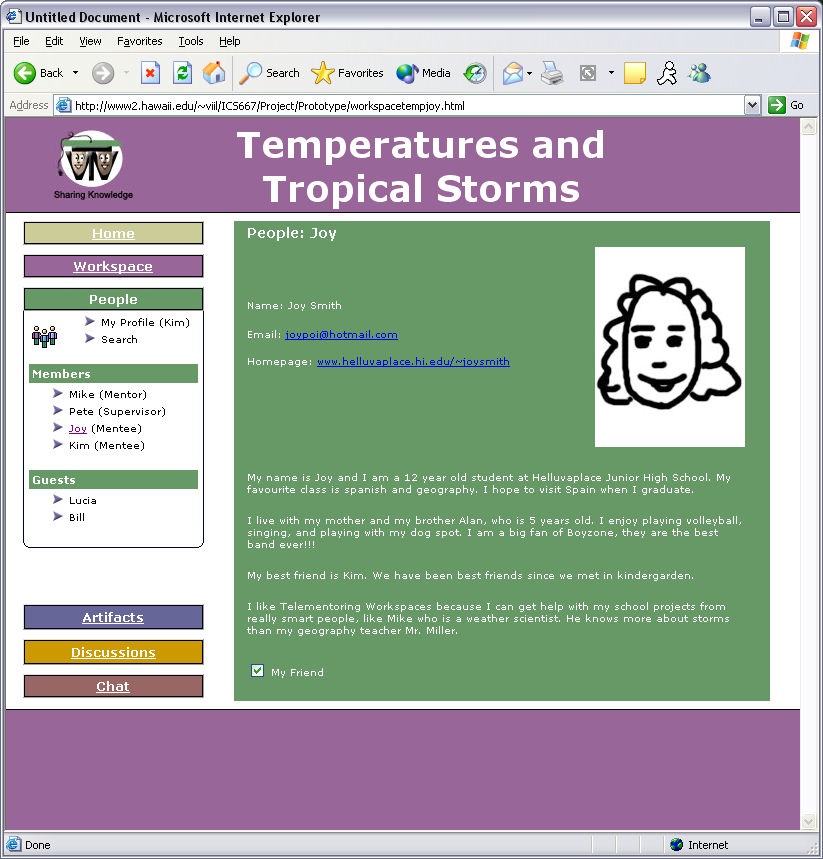 Untitled Document - Microsoft Internet Explorer
File Edit View Favorites Tools Help
Back Search Favorites Media
Address http://www2.hawaii.edu/~viil/ICS667/Project/Prototype/workspacetempjoy.html Go
Sharing Knowledge
Temperatures and
Tropical Storms
Home
Workspace
People
My Profile (Kim)
Search
Members
Mike (Mentor)
Pete (Supervisor)
Joy (Mentee)
Kim (Mentee)
Guests
Lucia
Bill
Artifacts
Discussions
Chat
People: Joy
Name: Joy Smith
Email: joypoi@hotmail.com
Homepage: www.helluvaplace.hi.edu/~joysmith
My name is Joy and I am a 12 year old student at Helluvaplace Junior High School. My
favourite class is spanish and geography. I hope to visit Spain when I graduate.
I live with my mother and my brother Alan, who is 5 years old. I enjoy playing volleyball,
singing, and playing with my dog spot. I am a big fan of Boyzone, they are the best
band ever!!!
My best friend is Kim. We have been best friends since we met in kindergarden.
I like Telementoring Workspaces because I can get help with my school projects from
really smart people, like Mike who is a weather scientist. He knows more about storms
than my geography teacher Mr. Miller.
My Friend
Done Internet